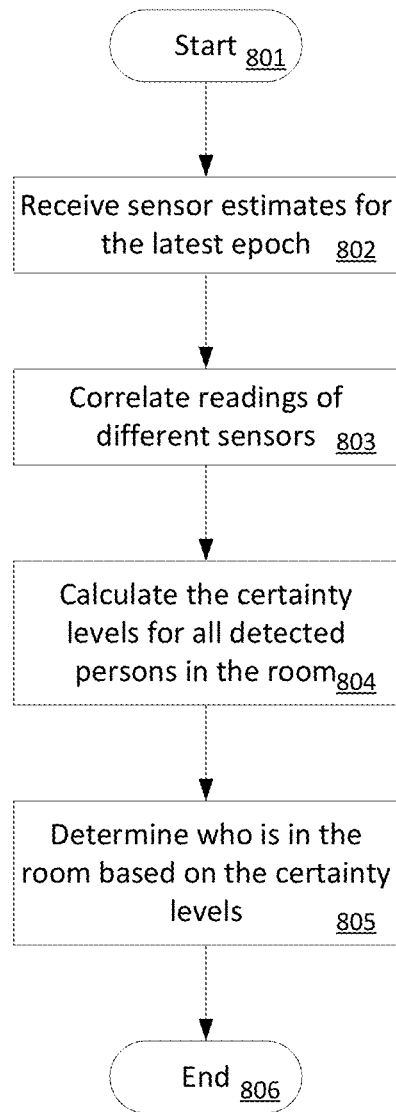 Start 801
Receive sensor estimates for
the latest epoch 802
Correlate readings of
different sensors 803
Calculate the certainty
levels for all detected
persons in the room 804
Determine who is in the
room based on the certainty
levels 805
End 806